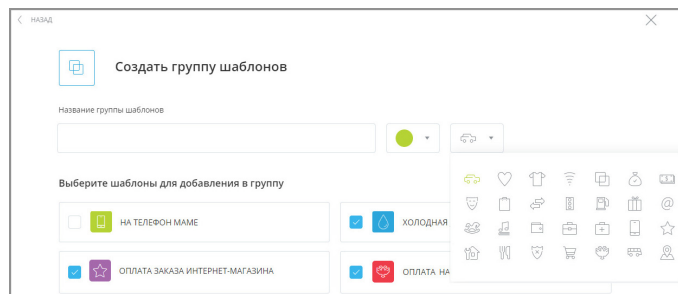 НАЗАД
Создать группу шаблонов
Название группы шаблонов
Выберите шаблоны для добавления в группу
НА ТЕЛЕФОН МАМЕ
ХОЛОДНАЯ
ОПЛАТА ЗАКАЗА ИНТЕРНЕТ-МАГАЗИНА
ОПЛАТА НА